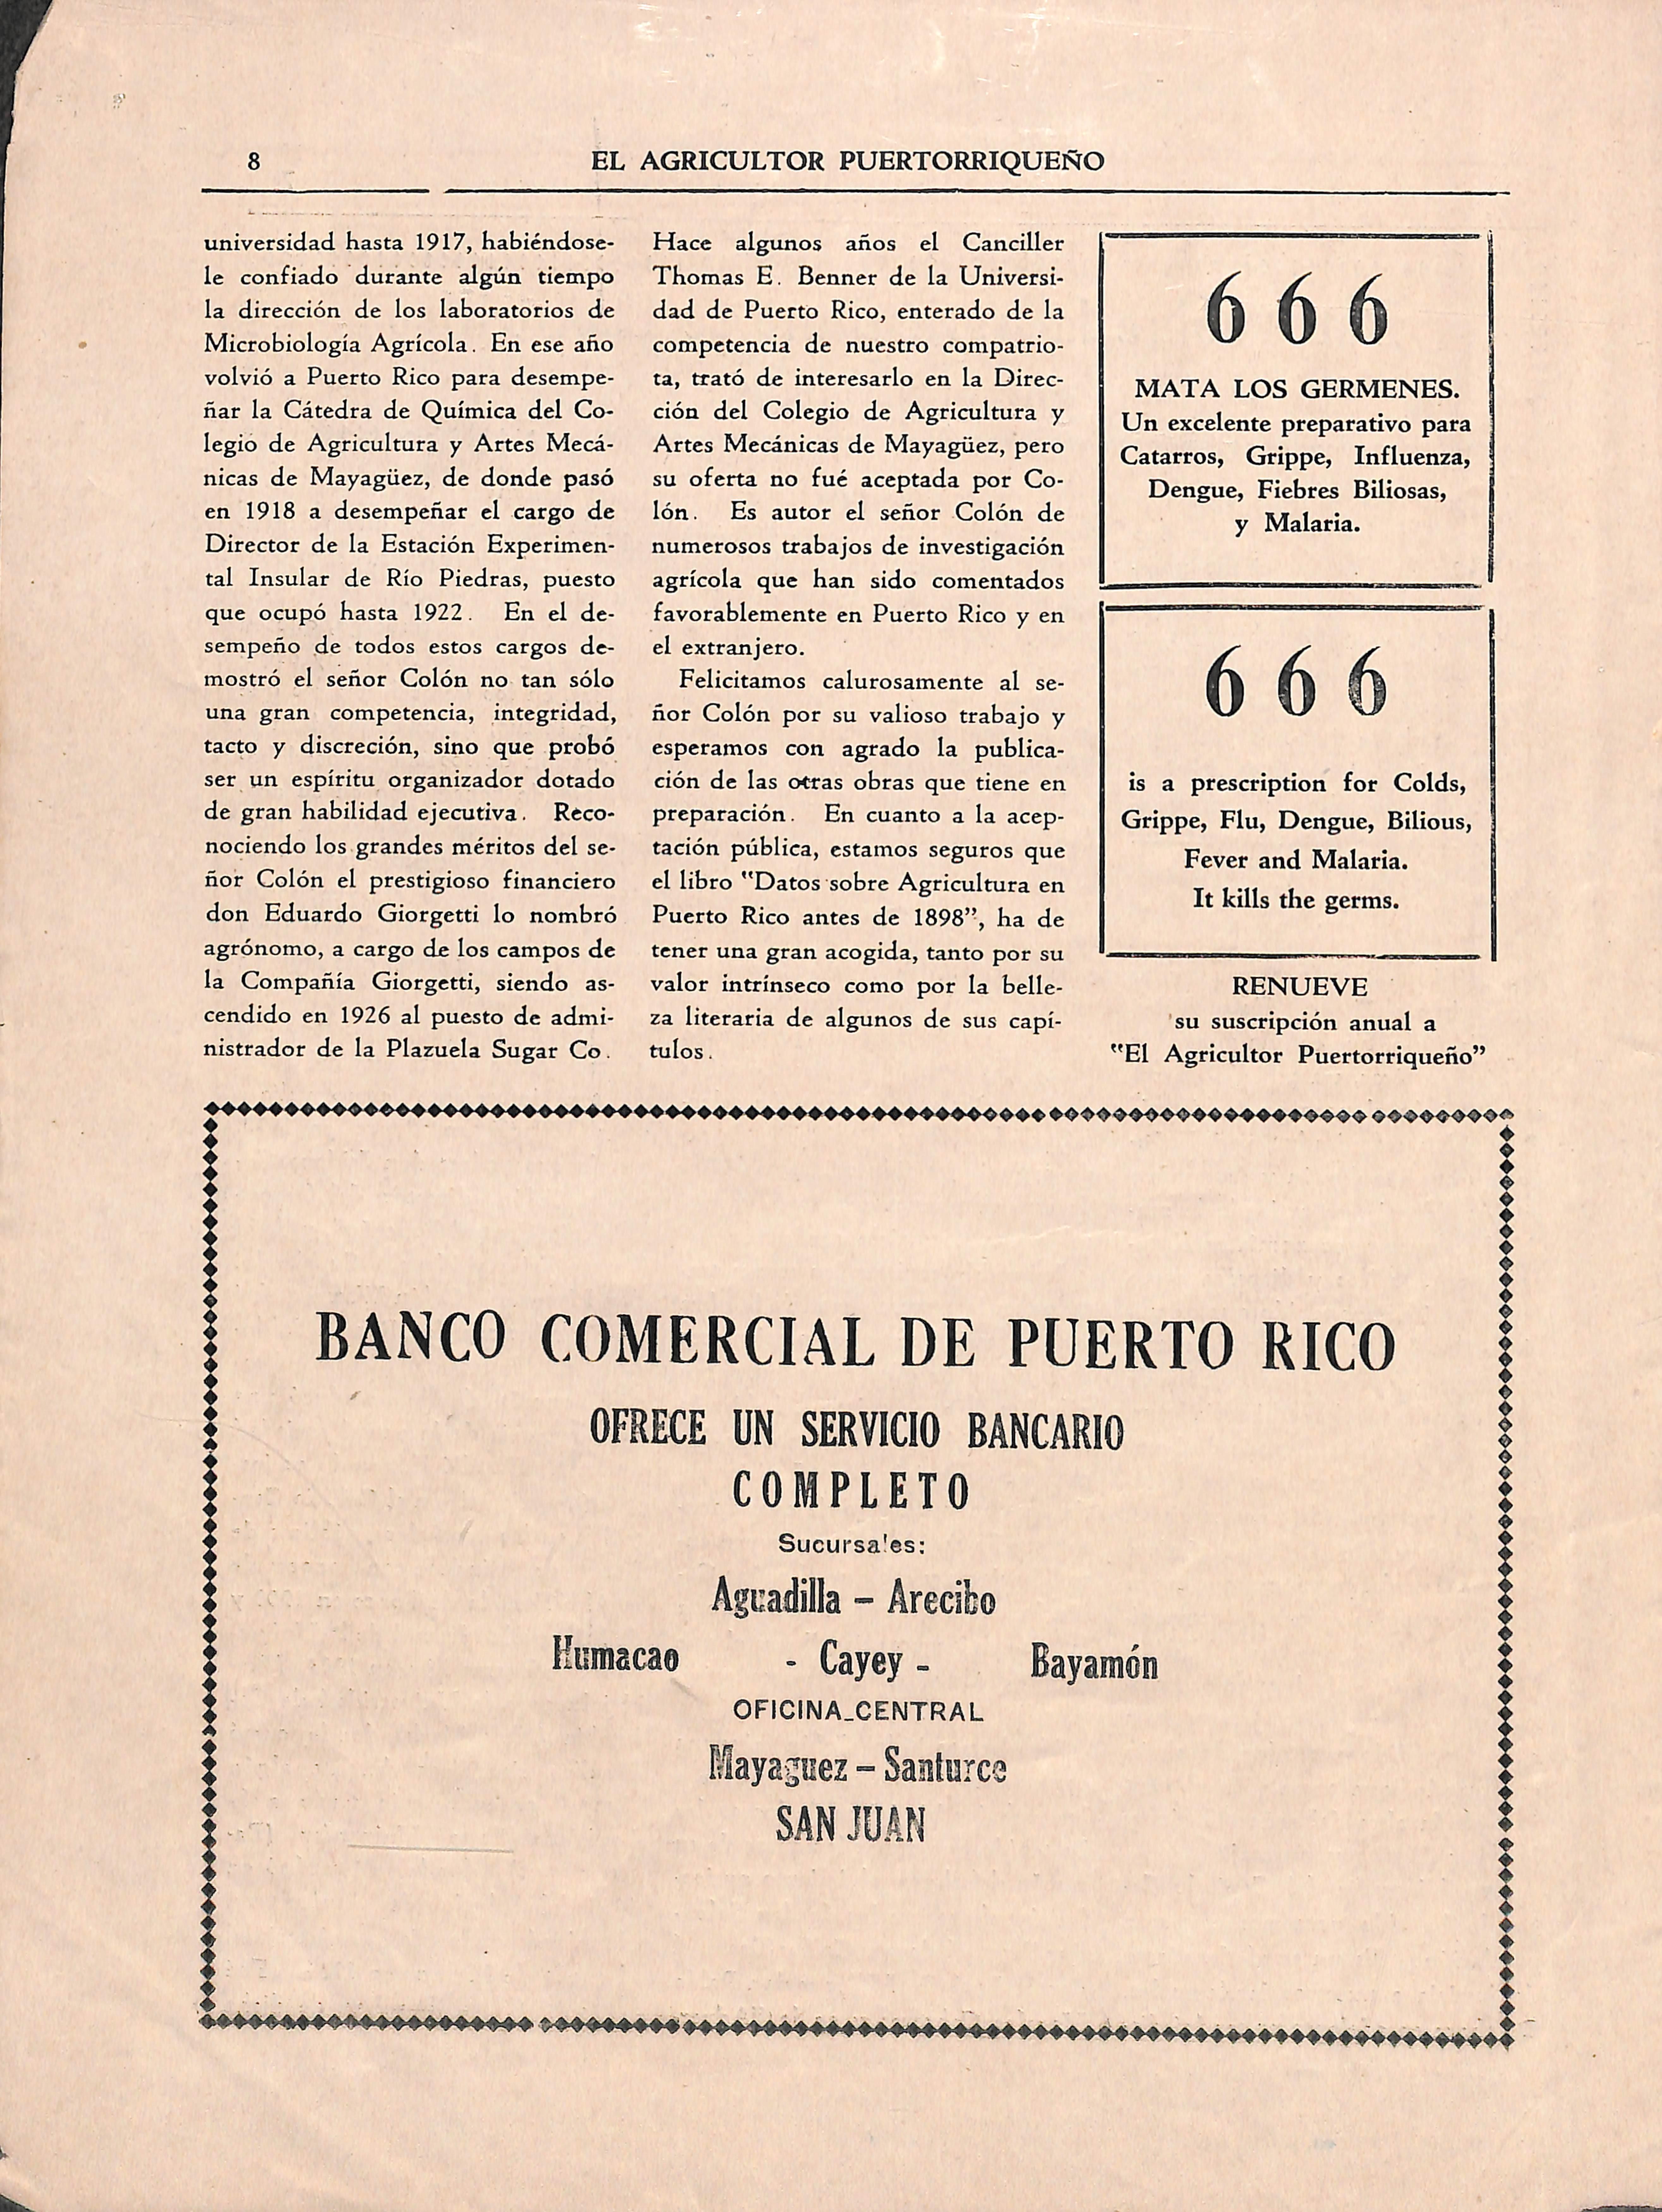 8
EL AGRICULTOR PUERTORRIQUEÑO
universidad hasta 1917, habiéndose-
le confiado durante algún tiempo
la dirección de los laboratorios de
Microbiología Agrícola. En ese año
volvió a Puerto Rico para desempe-
ñar la Cátedra de Química del Co-
legio de Agricultura y Artes Mecá-
nicas de Mayagüez, de donde pasó
en 1918 a desempeñar el cargo de
Director de la Estación Experimen-
tal Insular de Río Piedras, puesto
que ocupó hasta 1922. En el de-
sempeño de todos estos cargos de-
mostró el señor Colón no tan sólo
una gran competencia, integridad,
tacto y discreción, sino que probó
ser un espíritu organizador dotado
de gran habilidad ejecutiva. Reco-
nociendo los grandes méritos del se-
ñor Colón el prestigioso financiero
don Eduardo Giorgetti lo nombró
agrónomo, a cargo de los campos de
la Compañía Giorgetti, siendo as-
cendido en 1926 al puesto de admi-
nistrador de la Plazuela Sugar Co.
Hace algunos años el Canciller
Thomas E. Benner de la Universi-
dad de Puerto Rico, enterado de la
competencia de nuestro compatrio-
ta, trató de interesarlo en la Direc-
ción del Colegio de Agricultura y
Artes Mecánicas de Mayagüez, pero
su oferta no fué aceptada por Co-
lón. Es autor el señor Colón de
numerosos trabajos de investigación
agrícola que han sido comentados
favorablemente en Puerto Rico y en
el extranjero.
Felicitamos calurosamente al se-
ñor Colón por su valioso trabajo y
esperamos con agrado la publica-
ción de las otras obras que tiene en
preparación. En cuanto a la acep-
tación pública, estamos seguros que
el libro "Datos sobre Agricultura en
Puerto Rico antes de 1898", ha de
tener una gran acogida, tanto por su
valor intrínseco como por la belle-
za literaria de algunos de sus capí-
tulos.
666
MATA LOS GERMENES.
Un excelente preparativo para
Catarros, Grippe, Influenza,
Dengue, Fiebres Biliosas,
y Malaria.
666
is a prescription for Colds,
Grippe, Flu, Dengue, Bilious,
Fever and Malaria.
It kills the germs.
RENUEVE
su suscripción anual a
"El Agricultor Puertorriqueño"
BANCO COMERCIAL DE PUERTO RICO
OFRECE UN SERVICIO BANCARIO
COMPLETO
Sucursales:
Aguadilla – Arecibo
Humacao - Cayey - Bayamón
OFICINA_CENTRAL
Mayaguez – Santurce
SAN JUAN